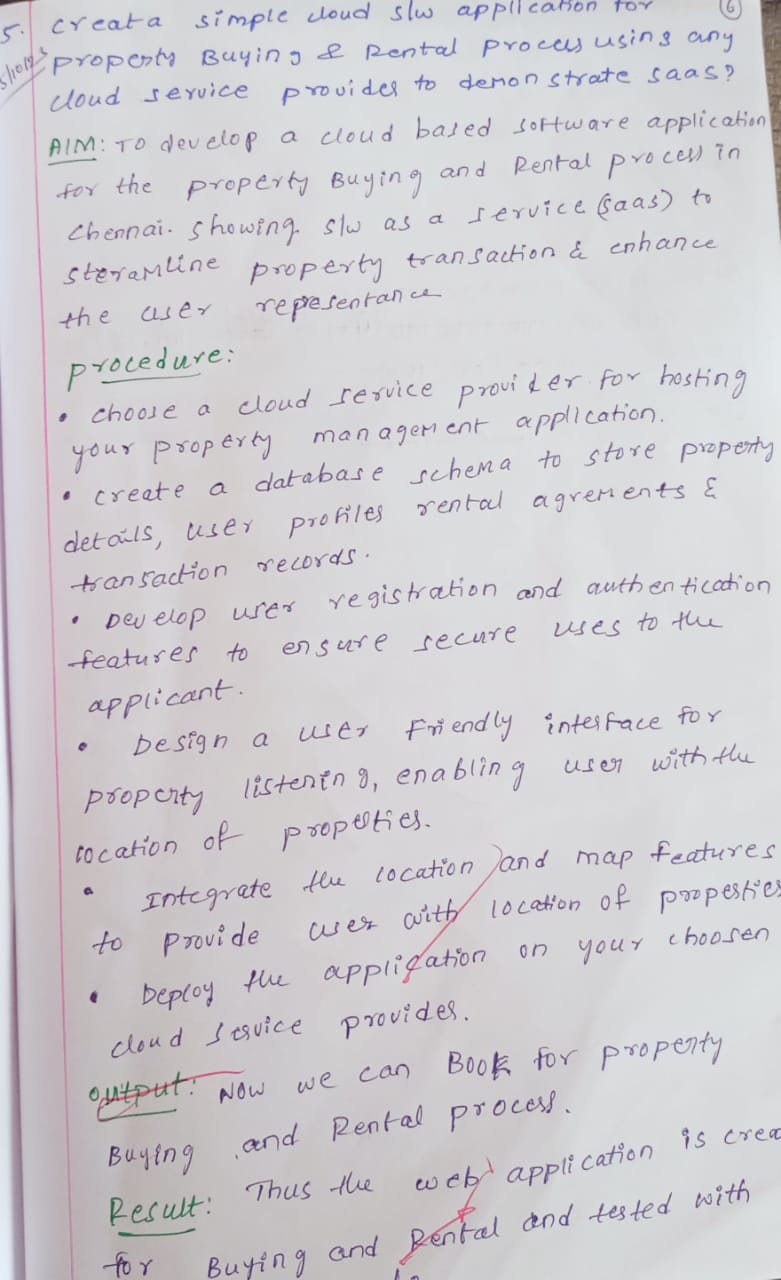 5. creat a simple cloud s/w application for
6
property Buying & Rental process using any
cloud service provides to demonstrate saas?
AIM: TO develop a cloud based software application
for the property Buying and Rental process in
Chennai. showing s/w as a service (saas) to
steramline property transaction & enhance
the user representance
procedure:
• choose a cloud service provider for hosting
your property management application.
• create a database schema to store property
details, user profiles rental agrements &
transaction records.
• Develop user registration and authentication
features to ensure secure uses to the
applicant.
• Design a user Friendly interface for
property listening, enabling user with the
location of properties.
• Integrate the location and map features
to provide user with location of properties
• Deploy the application on your choosen
cloud service provides.
output: NOW we can Book for property
Buying and Rental process.
Result: Thus the web application is crea
for Buying and Rental and tested with